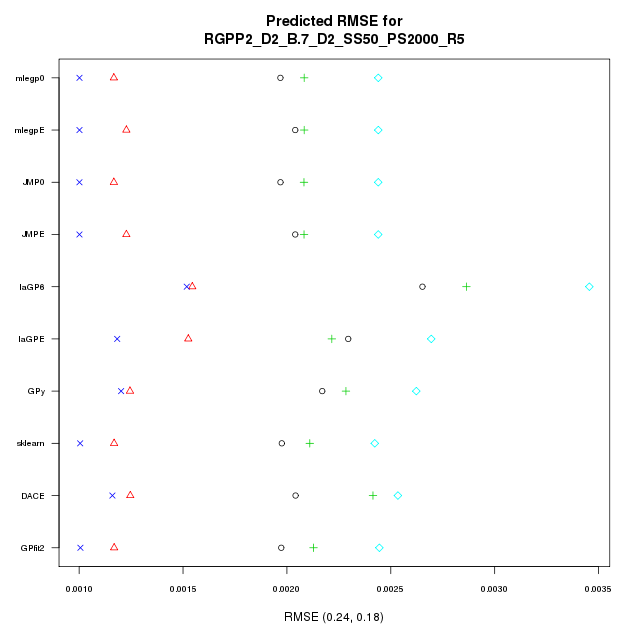 Predicted RMSE for
RGPP2_D2_B.7_D2_SS50_PS2000_R5
mlegp0
mlegpE
JMP0
JMPE
laGP6
laGPE
GPy
sklearn
DACE
GPfit2
0.0010 0.0015 0.0020 0.0025 0.0030 0.0035
RMSE (0.24, 0.18)